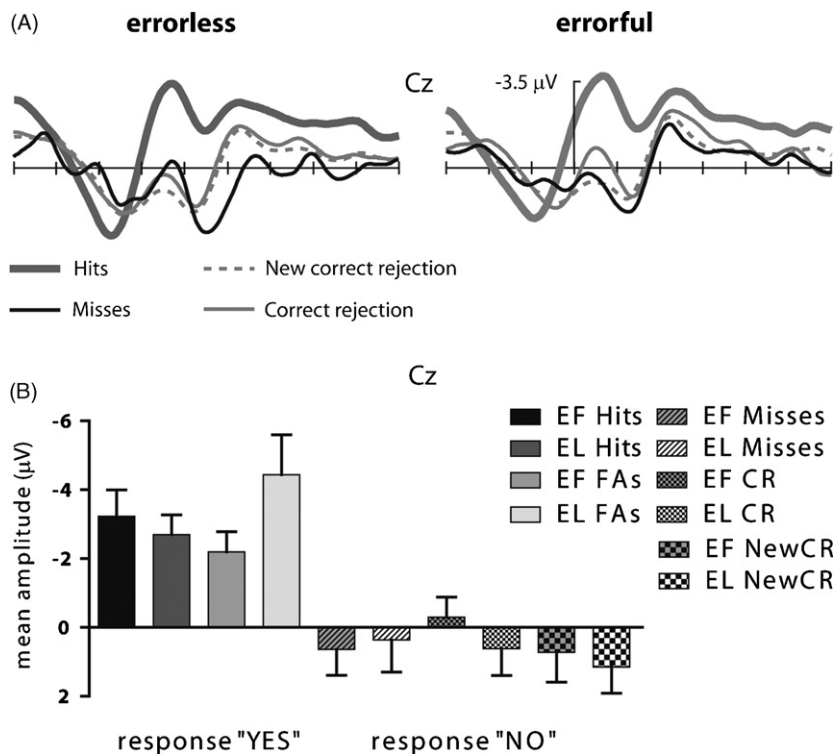 (A)
errorless
errorful
Cz
-3.5 µV
Hits
New correction rejection
Misses
Correct rejection
Cz
(B)
-6
-4
-2
0
2
mean amplitude (µV)
EF Hits
EL Hits
EF FAs
EL FAs
EF Misses
EL Misses
EF CR
EL CR
EF NewCR
EL NewCR
response "YES"
response "NO"